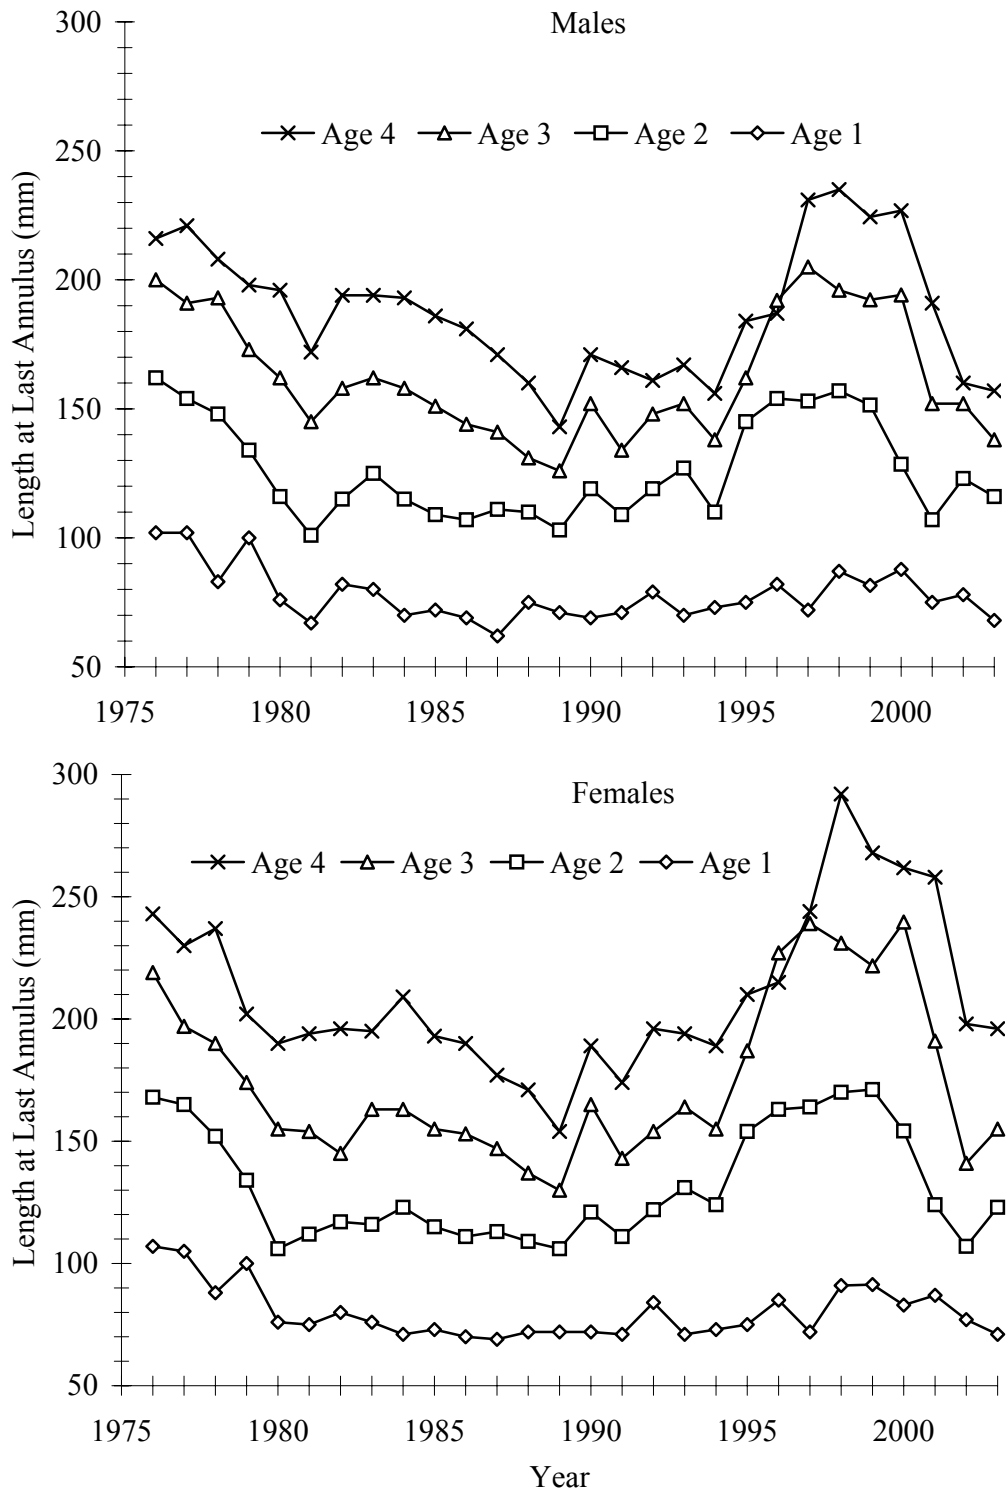 Males
300
Age 4 Age 3 Age 2 Age 1
250
200
150
100
50
Length at Last Annulus (mm)
1975 1980 1985 1990 1995 2000
Females
300
Age 4 Age 3 Age 2 Age 1
250
200
150
100
50
Length at Last Annulus (mm)
1975 1980 1985 1990 1995 2000
Year